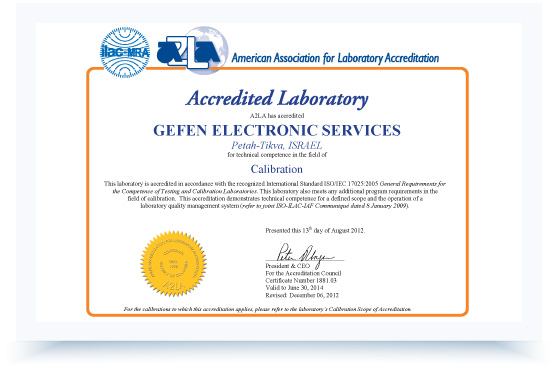 ilac-MRA
A2LA
American Association for Laboratory Accreditation
Accredited Laboratory
A2LA has accredited
GEFEN ELECTRONIC SERVICES
Petah-Tikva, ISRAEL
for technical competence in the field of
Calibration
This laboratory is accredited in accordance with the recognized International Standard ISO/IEC 17025:2005 General Requirements for
the Competence of Testing and Calibration Laboratories. This laboratory also meets any additional program requirements in the
field of calibration. This accreditation demonstrates technical competence for a defined scope and the operation of a
laboratory quality management system (refer to joint ISO-ILAC-IAF Communiqué dated 8 January 2009).
Presented this 13th day of August 2012.
President & CEO
For the Accreditation Council
Certificate Number 1881.03
Valid to June 30, 2014
Revised: December 06, 2012
A2LA
For the calibrations to which this accreditation applies, please refer to the laboratory's Calibration Scope of Accreditation